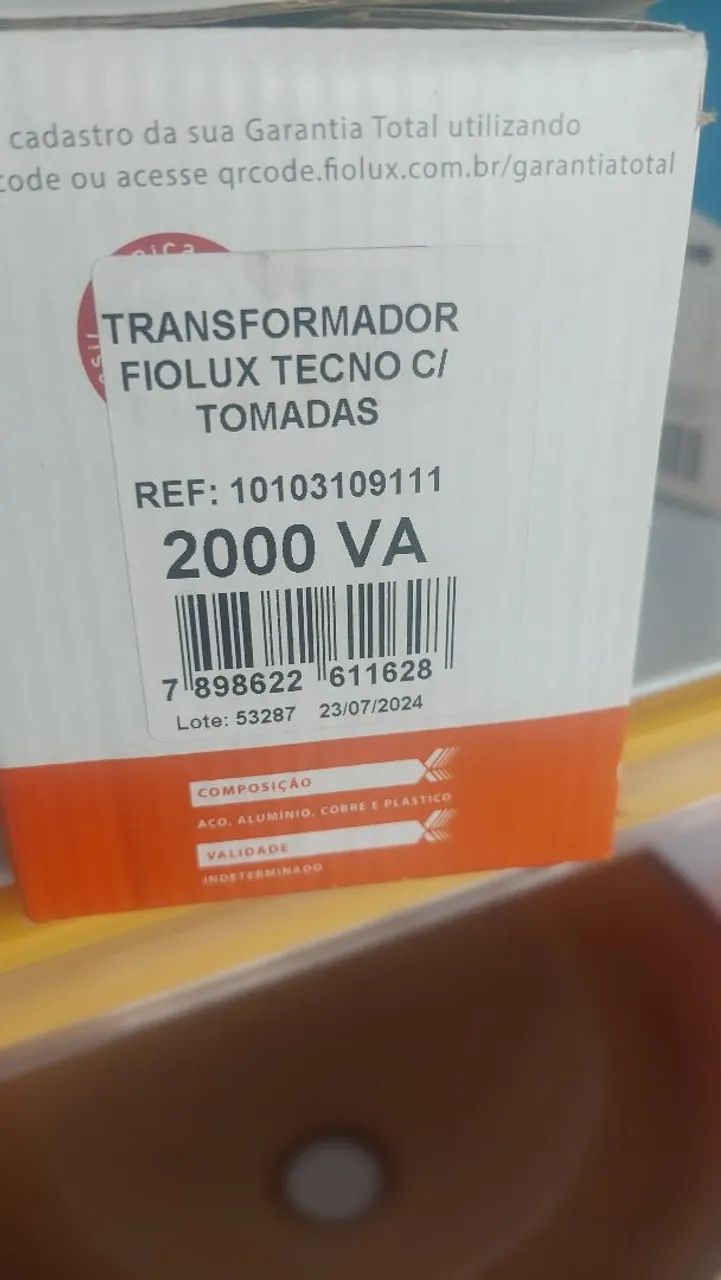 cadastro da sua Garantia Total utilizando
code ou acesse qrcode.fiolux.com.br/garantiatotal
TRANSFORMADOR
FIOLUX TECNO C/
TOMADAS
REF: 10103109111
2000 VA
7 898622 611628
Lote: 53287 23/07/2024
COMPOSIÇÃO
AÇO, ALUMÍNIO, COBRE E PLASTICO
VALIDADE
INDETERMINADO